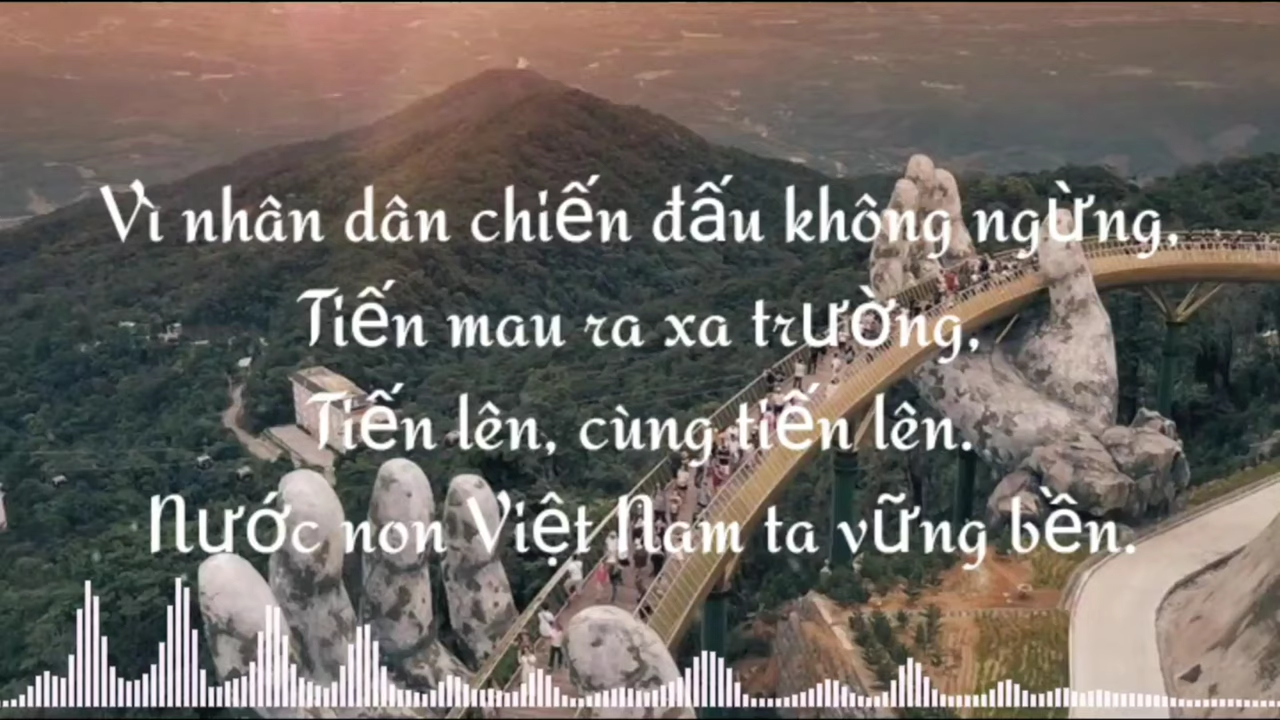 Vì nhân dân chiến đấu không ngừng,
Tiến mau ra xa trường,
Tiến lên, cùng tiến lên.
Nước non Việt Nam ta vững bền.